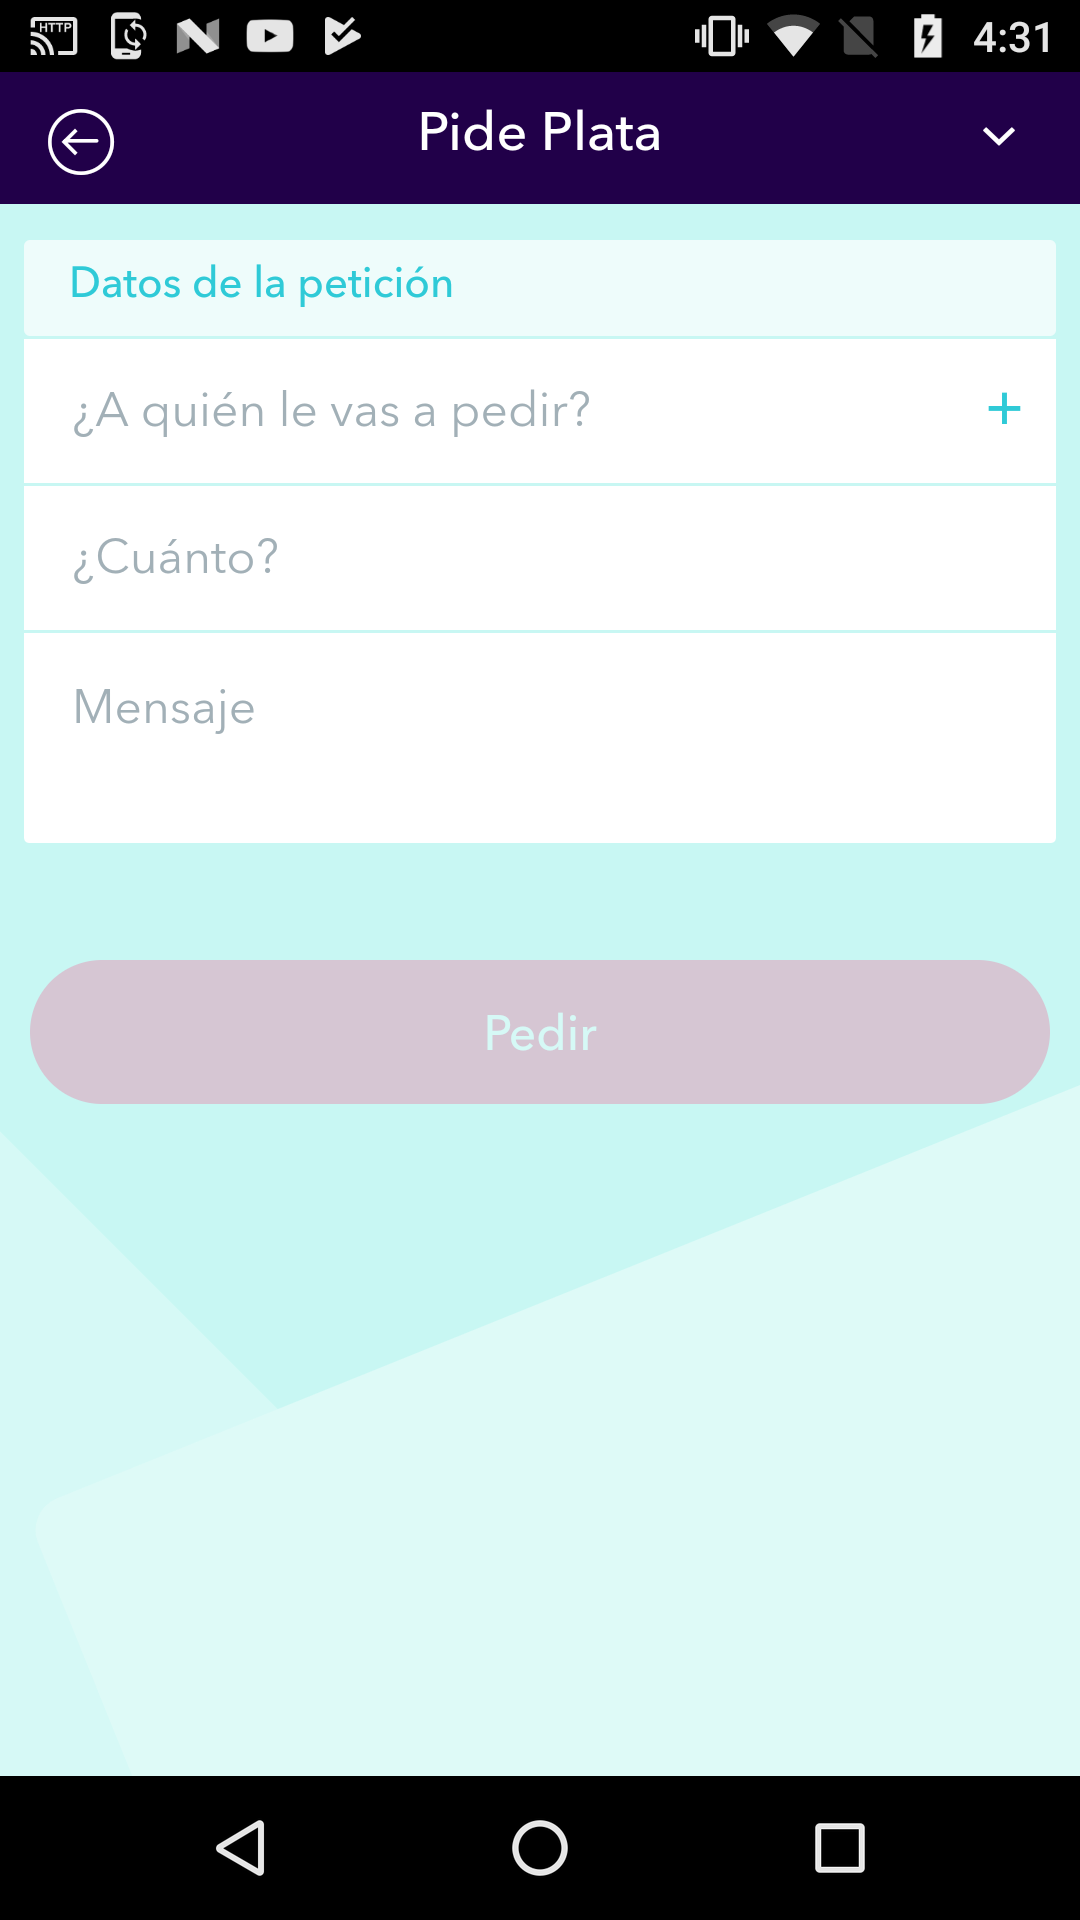 HTTP
4:31
Pide Plata
Datos de la petición
¿A quién le vas a pedir?
+
¿Cuánto?
Mensaje
Pedir